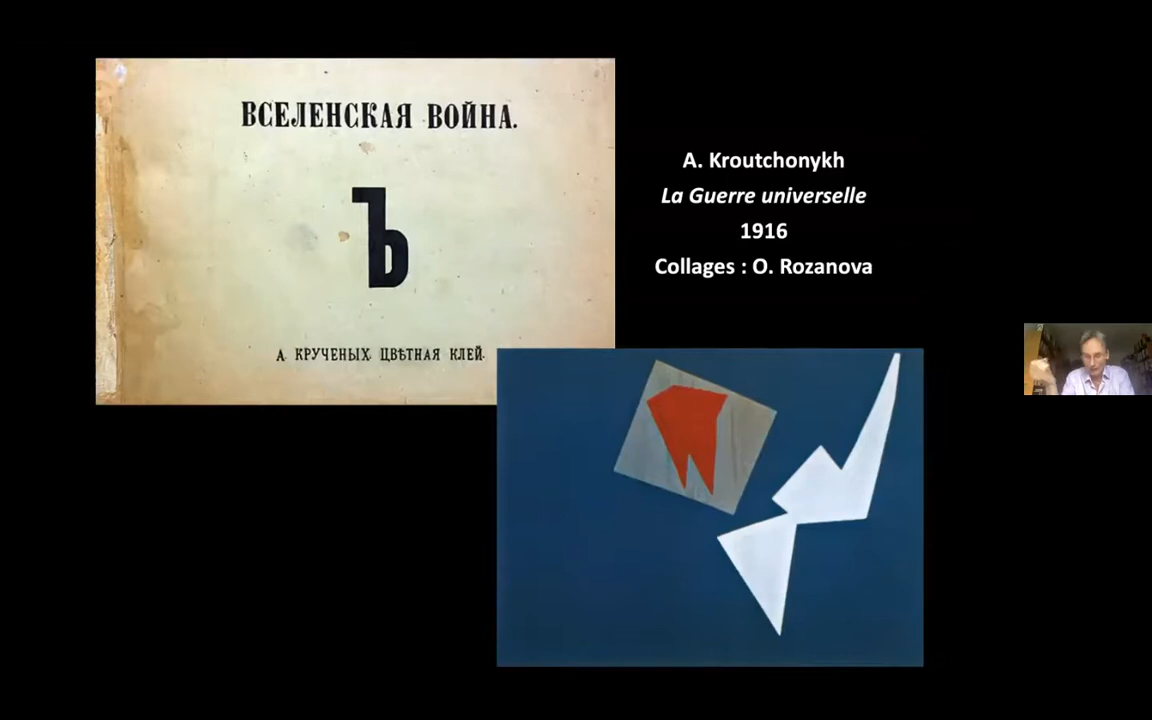 ВСЕЛЕНСКАЯ ВОЙНА.
Ъ
А. КРУЧЕНЫХ. ЦВѢТНАЯ КЛЕЙ.
A. Kroutchonykh
La Guerre universelle
1916
Collages : O. Rozanova